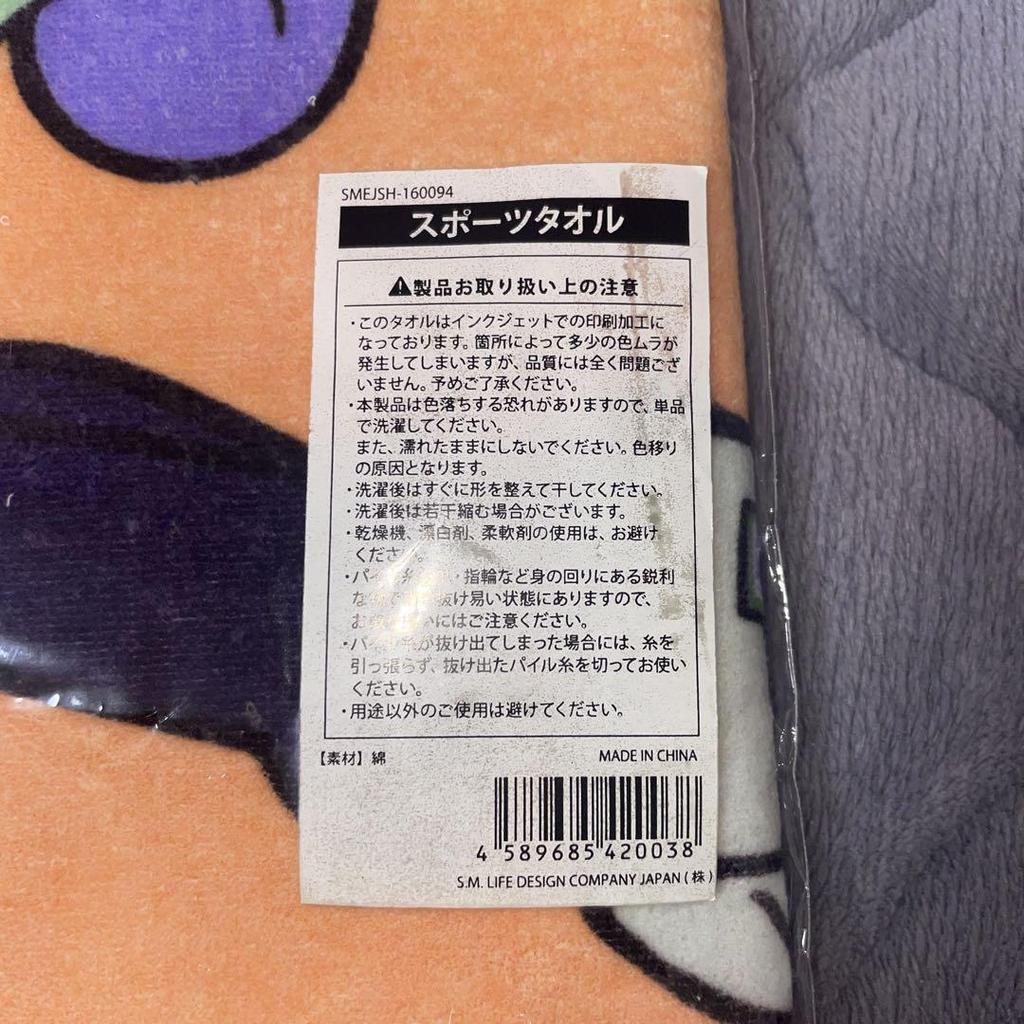 SMEJSH-160094
スポーツタオル
⚠製品お取り扱い上の注意
・このタオルはインクジェットでの印刷加工に
なっております。箇所によって多少の色ムラが
発生してしまいますが、品質には全く問題ござ
いません。予めご了承ください。
・本製品は色落ちする恐れがありますので、単品
で洗濯してください。
また、濡れたままにしないでください。色移り
の原因となります。
・洗濯後はすぐに形を整えて干してください。
・洗濯後は若干縮む場合がございます。
・乾燥機、漂白剤、柔軟剤の使用は、お避け
ください。
・パイル糸は、指輪など身の回りにある鋭利
な 抜け易い状態にありますので、
お取り扱いにはご注意ください。
・パイル糸が抜け出てしまった場合には、糸を
引っ張らず、抜け出たパイル糸を切ってお使い
ください。
・用途以外のご使用は避けてください。
【素材】綿
MADE IN CHINA
4 589685 420038
S.M. LIFE DESIGN COMPANY JAPAN (株)